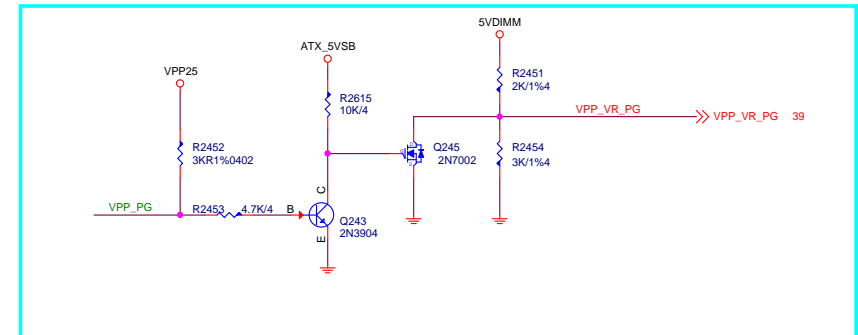 5VDIMM
ATX_5VSB
VPP25
R2451
2K/1%4
R2615
10K/4
VPP_VR_PG
VPP_VR_PG 39
R2452
3KR1%0402
Q245
2N7002
R2454
3K/1%4
C
VPP_PG
R2453 4.7K/4
B
Q243
2N3904
E